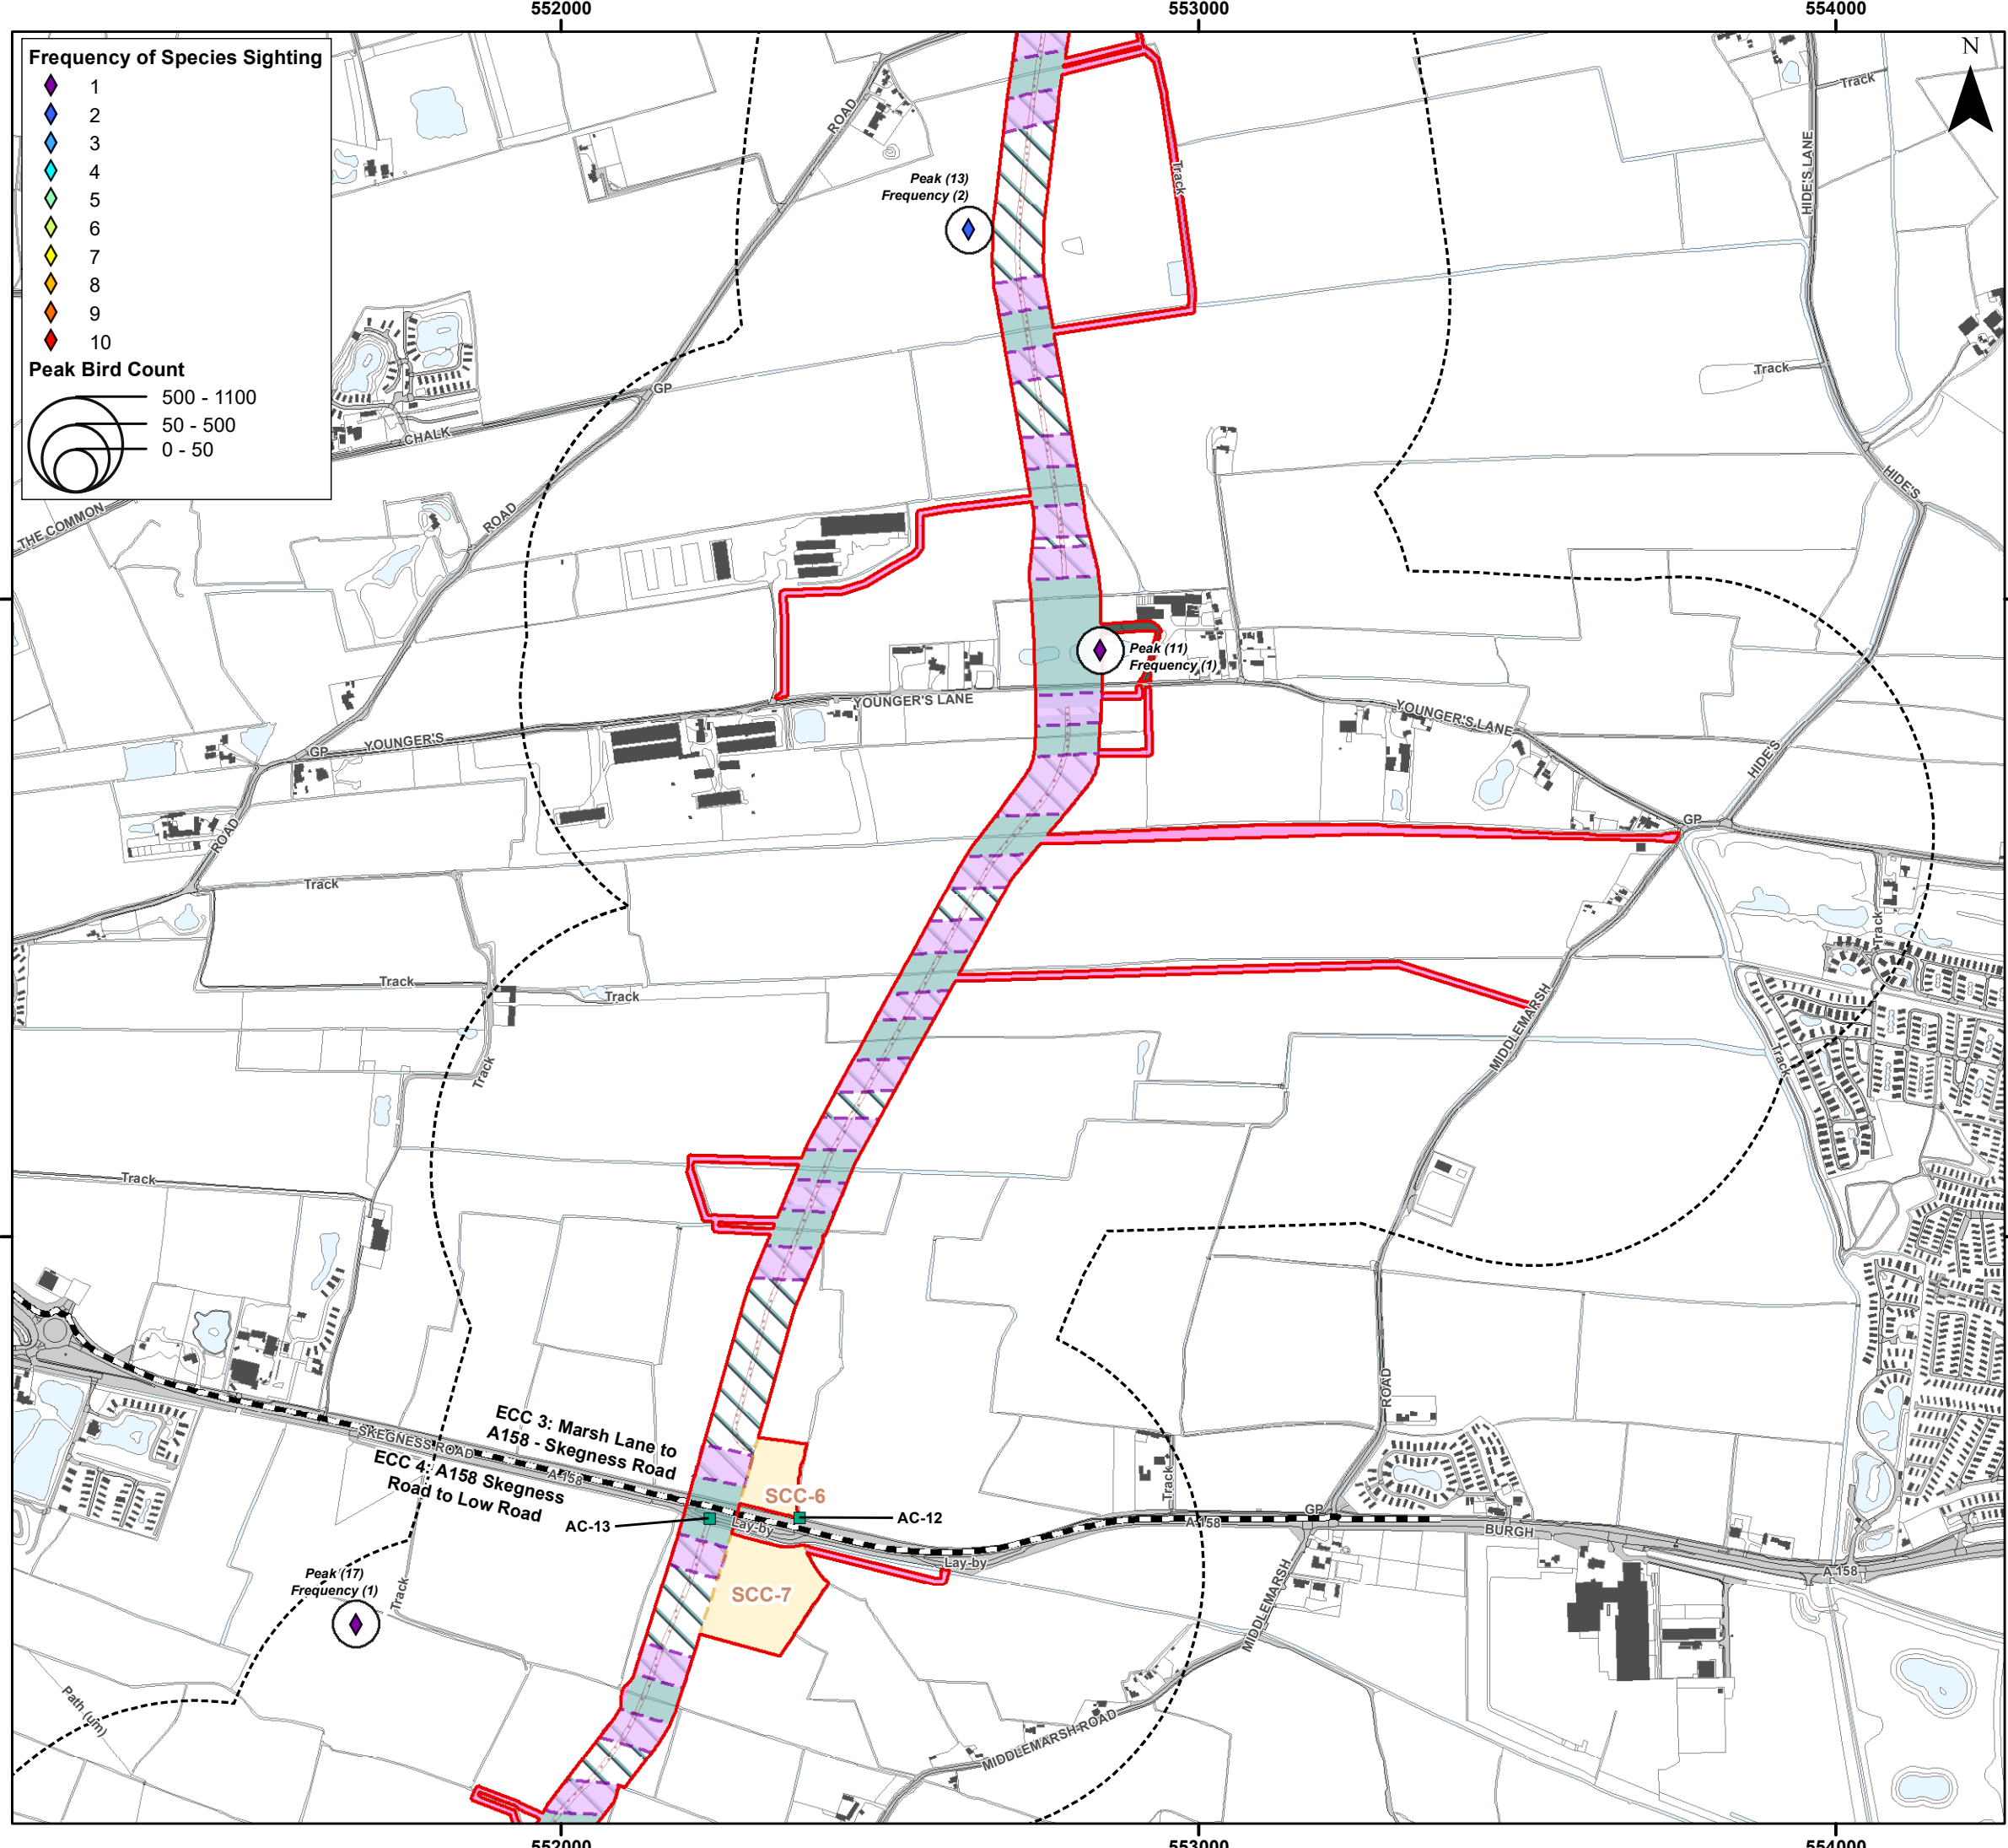 552000
553000
554000
N
Frequency of Species Sighting
1
2
3
4
5
6
7
8
9
10
Peak Bird Count
500 - 1100
50 - 500
0 - 50
ROAD
Peak (13)
Frequency (2)
Track
Track
HIDE'S LANE
GP
CHALK
Track
THE COMMON
ROAD
HIDE'S
Peak (11)
Frequency (1)
YOUNGER'S LANE
YOUNGER'S LANE
GP
YOUNGER'S
HIDE'S
ROAD
GP
Track
Track
Track
Track
MIDDLEMARSH
Track
Track
Track
ECC 3: Marsh Lane to
A158 - Skegness Road
SKEGNESS ROAD
A 158
ECC 4: A158 Skegness
Road to Low Road
ROAD
SCC-6
Track
AC-13
AC-12
Lay-by
GP
A 158
BURGH
Lay-by
A 158
Peak (17)
Frequency (1)
Track
SCC-7
MIDDLEMARSH
Path (um)
MIDDLEMARSH ROAD
552000
553000
554000